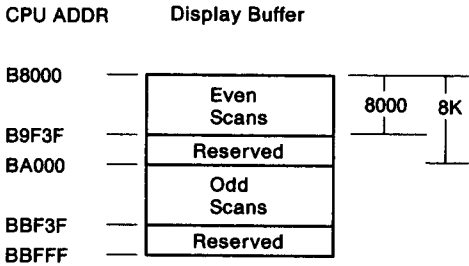 CPU ADDR Display Buffer
B8000
Even
Scans
8000 8K
B9F3F
Reserved
BA000
Odd
Scans
BBF3F
Reserved
BBFFF